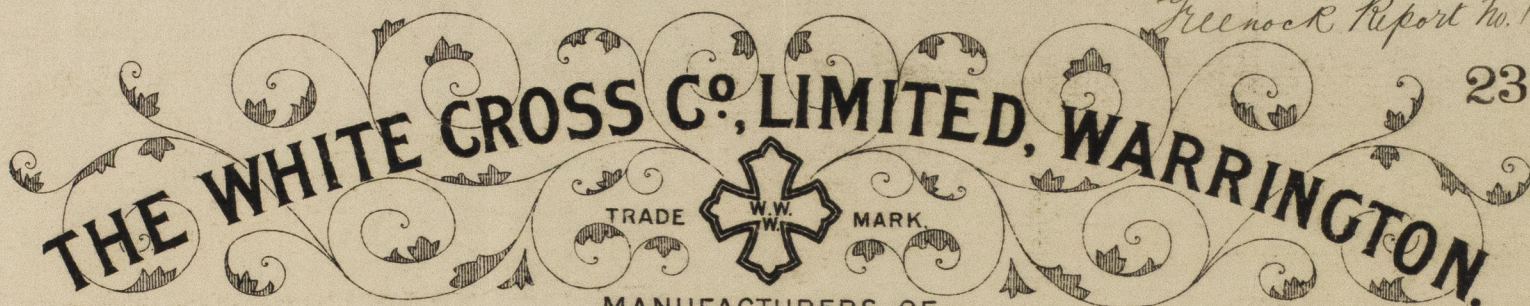 Greenock Report No. 1
23
THE WHITE CROSS Co., LIMITED, WARRINGTON.
TRADE MARK.
W.W.
W.
MANUFACTURERS OF